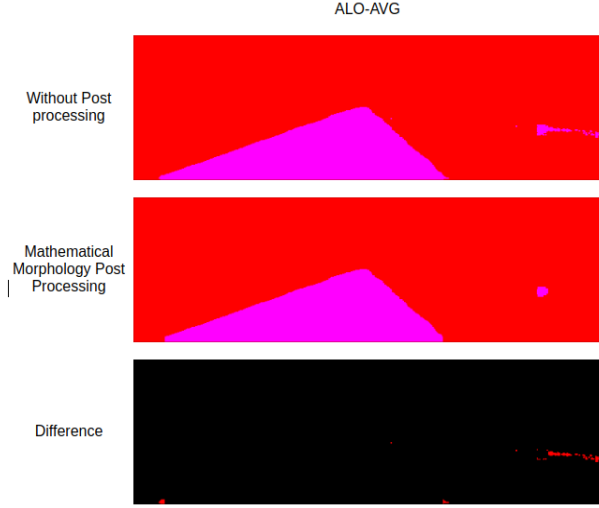 ALO-AVG
Without Post
processing
Mathematical
Morphology Post
Processing
Difference